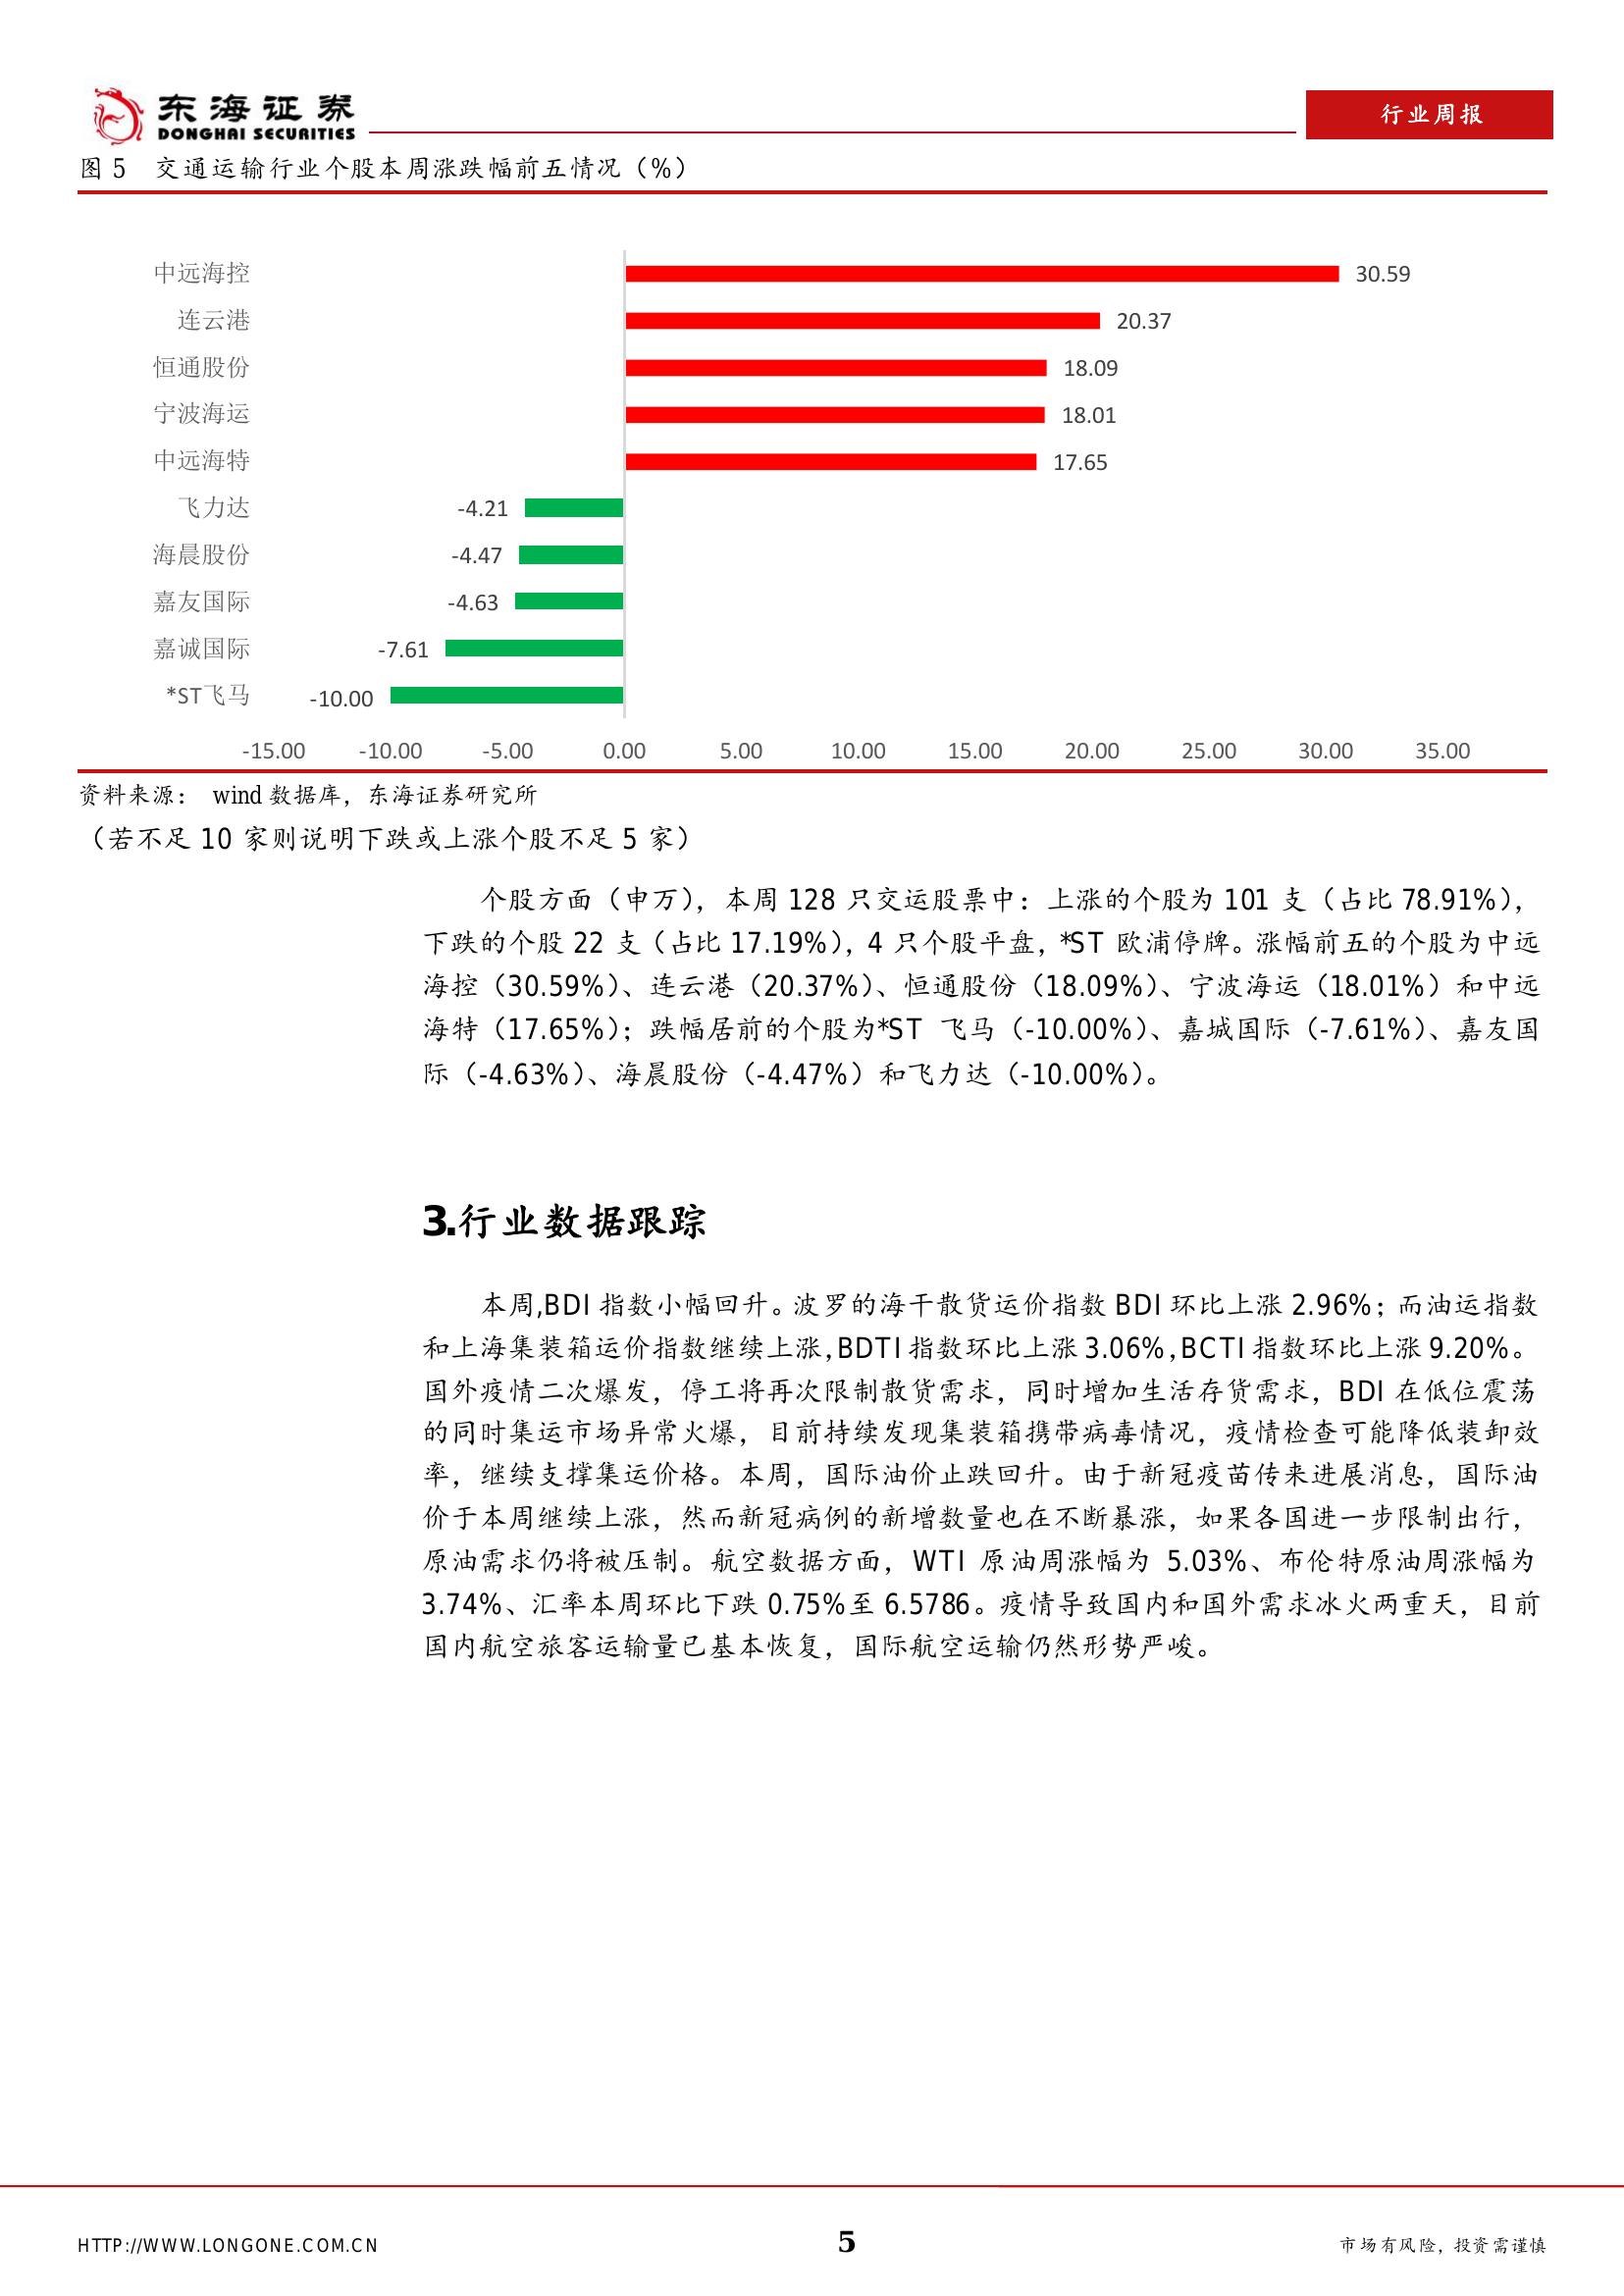 东海证券
DONGHAI SECURITIES
行业周报
图 5 交通运输行业个股本周涨跌幅前五情况（%）
中远海控 30.59
连云港 20.37
恒通股份 18.09
宁波海运 18.01
中远海特 17.65
飞力达 -4.21
海晨股份 -4.47
嘉友国际 -4.63
嘉诚国际 -7.61
*ST飞马 -10.00
-15.00 -10.00 -5.00 0.00 5.00 10.00 15.00 20.00 25.00 30.00 35.00
资料来源： wind 数据库，东海证券研究所
（若不足 10 家则说明下跌或上涨个股不足 5 家）
个股方面（申万），本周 128 只交运股票中：上涨的个股为 101 支（占比 78.91%），
下跌的个股 22 支（占比 17.19%），4 只个股平盘，*ST 欧浦停牌。涨幅前五的个股为中远
海控（30.59%）、连云港（20.37%）、恒通股份（18.09%）、宁波海运（18.01%）和中远
海特（17.65%）；跌幅居前的个股为*ST 飞马（-10.00%）、嘉城国际（-7.61%）、嘉友国
际（-4.63%）、海晨股份（-4.47%）和飞力达（-10.00%）。
3.行业数据跟踪
本周,BDI 指数小幅回升。波罗的海干散货运价指数 BDI 环比上涨 2.96%；而油运指数
和上海集装箱运价指数继续上涨,BDTI 指数环比上涨 3.06%,BCTI 指数环比上涨 9.20%。
国外疫情二次爆发，停工将再次限制散货需求，同时增加生活存货需求，BDI 在低位震荡
的同时集运市场异常火爆，目前持续发现集装箱携带病毒情况，疫情检查可能降低装卸效
率，继续支撑集运价格。本周，国际油价止跌回升。由于新冠疫苗传来进展消息，国际油
价于本周继续上涨，然而新冠病例的新增数量也在不断暴涨，如果各国进一步限制出行，
原油需求仍将被压制。航空数据方面，WTI 原油周涨幅为 5.03%、布伦特原油周涨幅为
3.74%、汇率本周环比下跌 0.75%至 6.5786。疫情导致国内和国外需求冰火两重天，目前
国内航空旅客运输量已基本恢复，国际航空运输仍然形势严峻。
HTTP://WWW.LONGONE.COM.CN
5
市场有风险，投资需谨慎